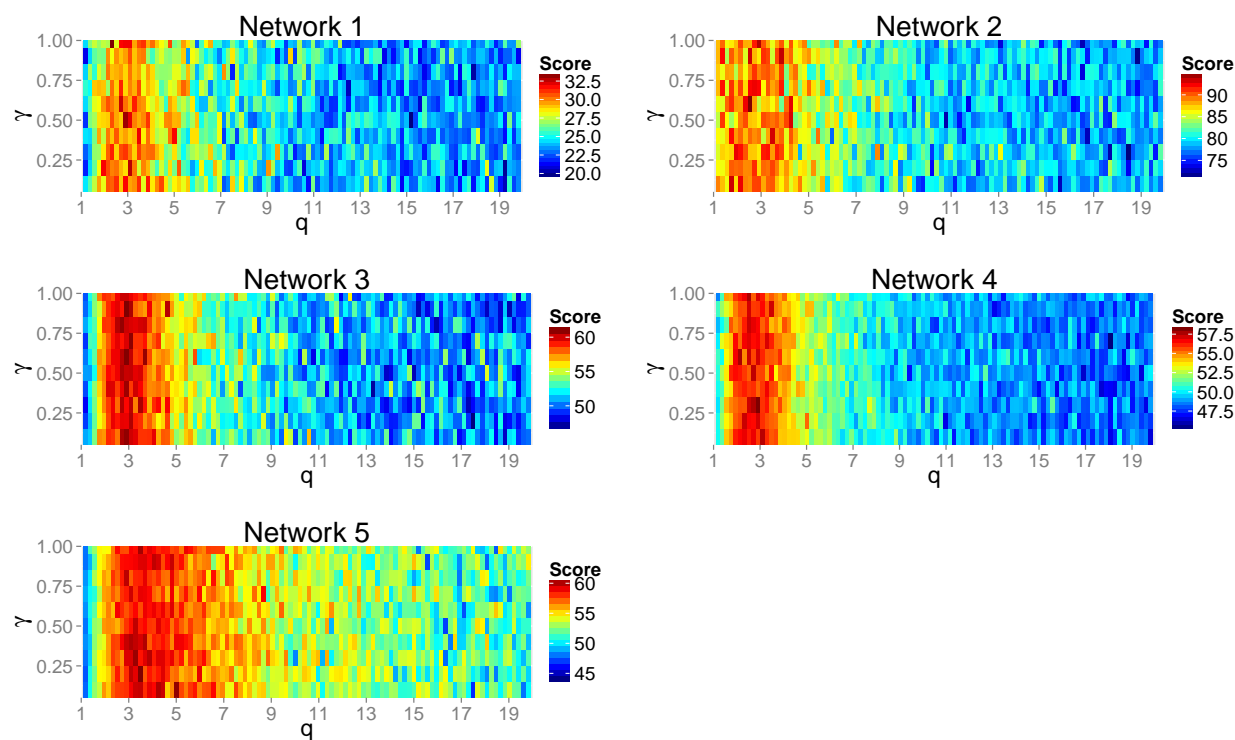 Network 1
1.00
0.75
0.50
0.25
γ
1 3 5 7 9 11 13 15 17 19
q
Score
32.5
30.0
27.5
25.0
22.5
20.0
Network 2
1.00
0.75
0.50
0.25
γ
1 3 5 7 9 11 13 15 17 19
q
Score
90
85
80
75
Network 3
1.00
0.75
0.50
0.25
γ
1 3 5 7 9 11 13 15 17 19
q
Score
60
55
50
Network 4
1.00
0.75
0.50
0.25
γ
1 3 5 7 9 11 13 15 17 19
q
Score
57.5
55.0
52.5
50.0
47.5
Network 5
1.00
0.75
0.50
0.25
γ
1 3 5 7 9 11 13 15 17 19
q
Score
60
55
50
45